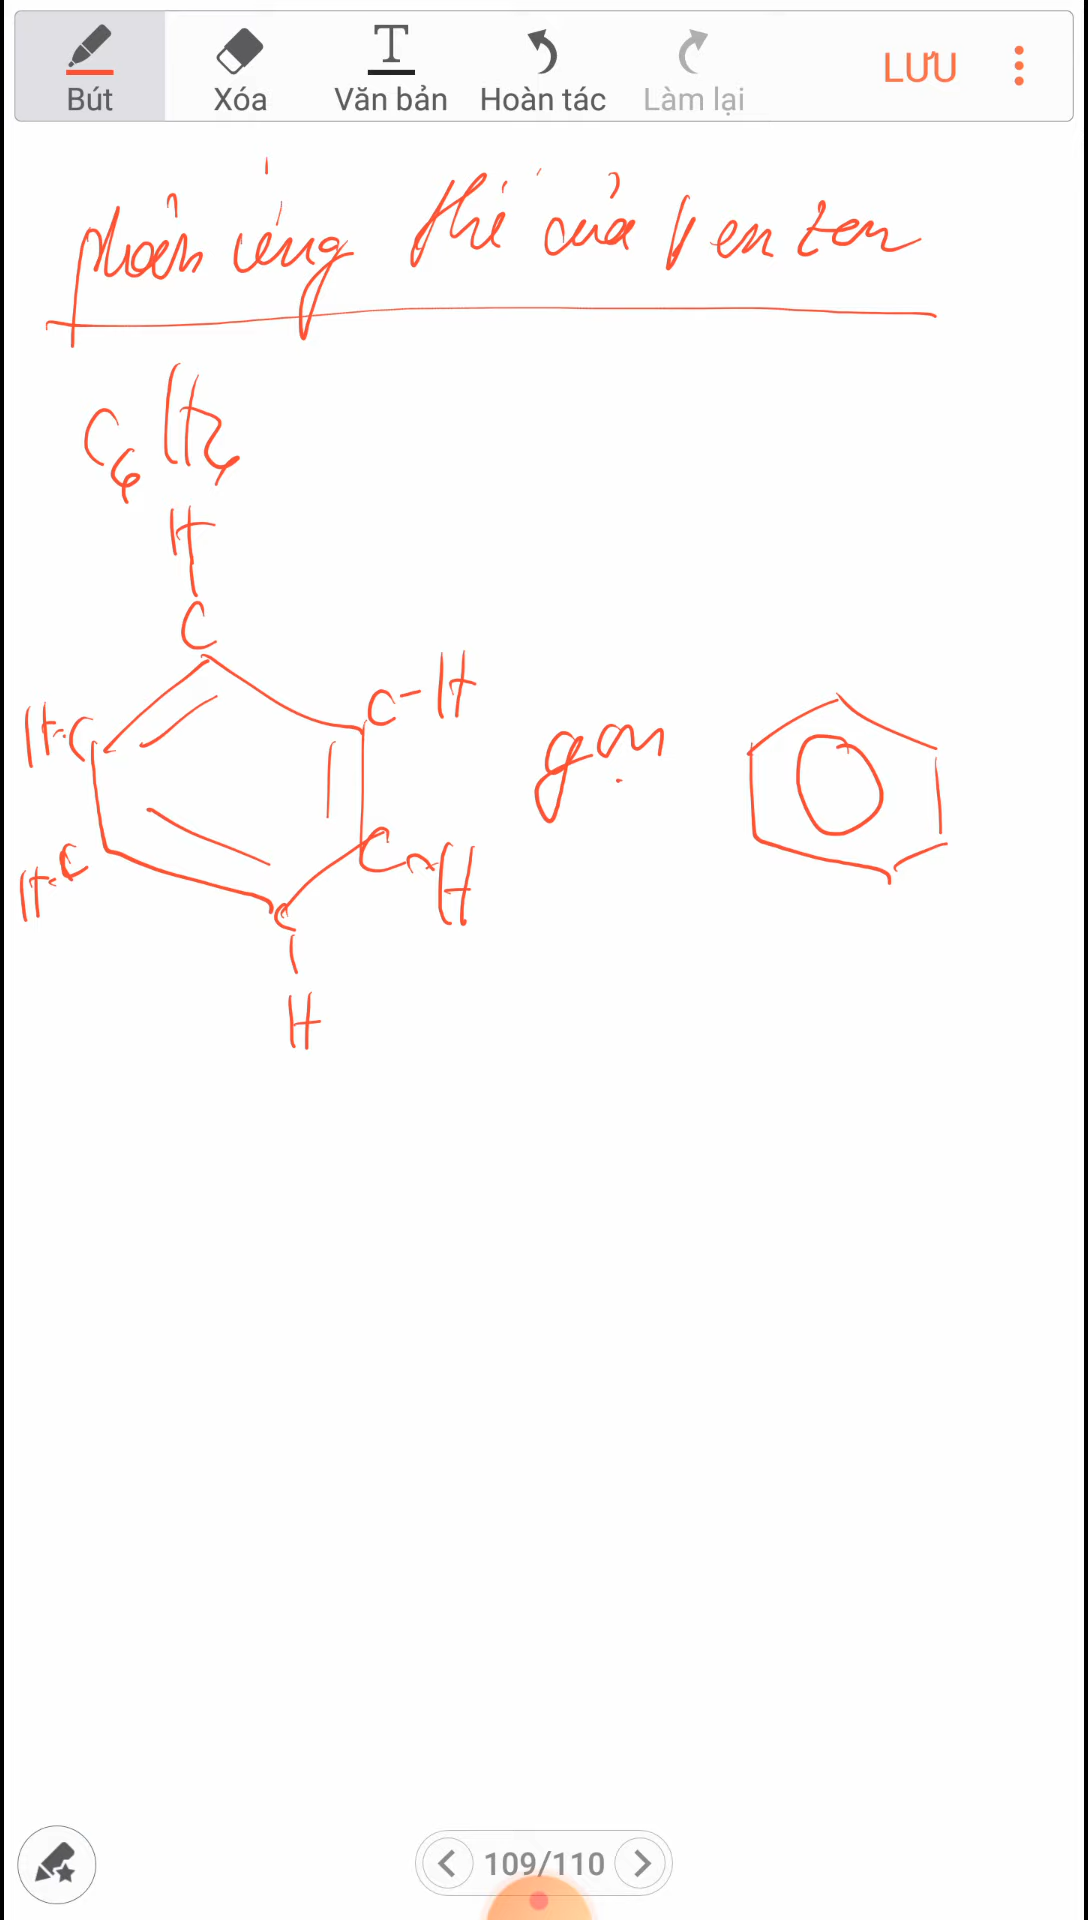 Bút Xóa Văn bản Hoàn tác Làm lại LƯU
phản ứng thế của benzen
C6H6
H
C
H-C C-H
gọn
H-C C-H
C
H
109/110